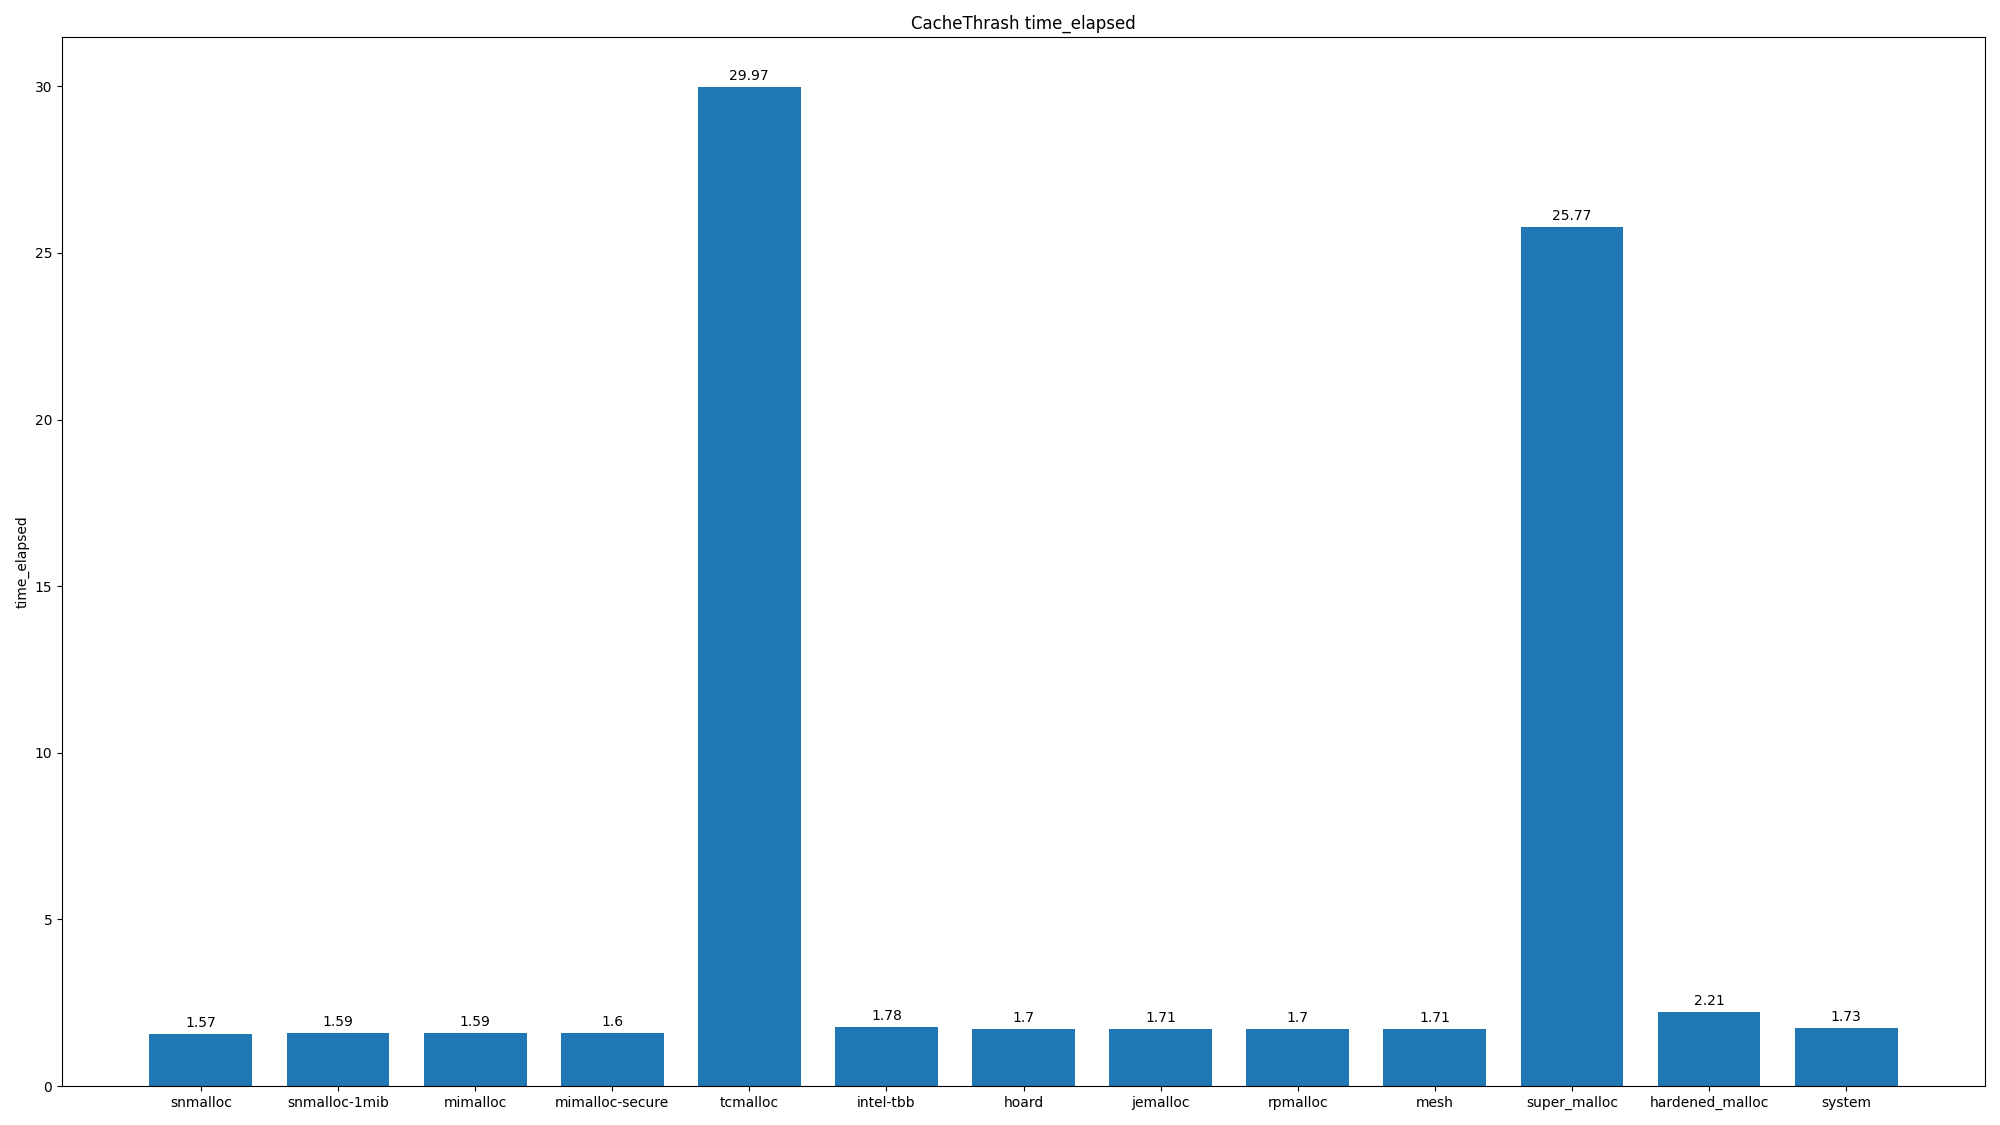 CacheThrash time_elapsed
time_elapsed
30
25
20
15
10
5
0
29.97
25.77
1.57
1.59
1.59
1.6
1.78
1.7
1.71
1.7
1.71
2.21
1.73
snmalloc
snmalloc-1mib
mimalloc
mimalloc-secure
tcmalloc
intel-tbb
hoard
jemalloc
rpmalloc
mesh
super_malloc
hardened_malloc
system